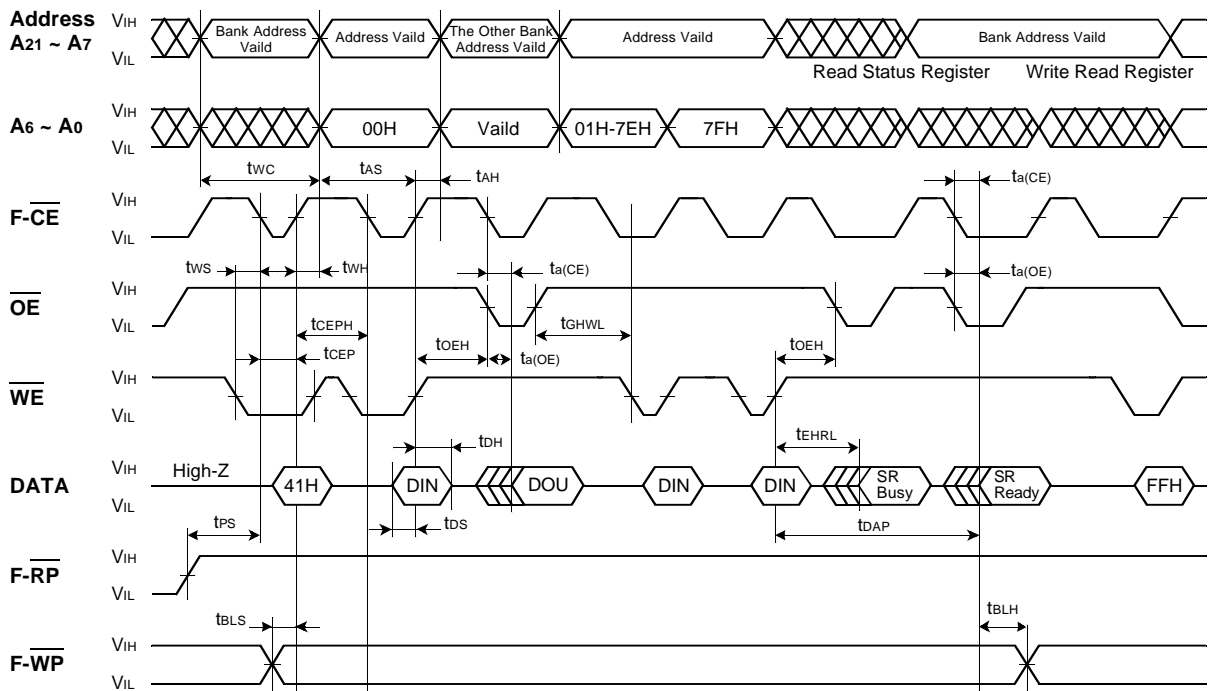 Address
A21 ~ A7
VIH
VIL
Bank Address
Vaild
Address Vaild
The Other Bank
Address Vaild
Address Vaild
Bank Address Vaild
Read Status Register
Write Read Register
A6 ~ A0
VIH
VIL
00H
Vaild
01H-7EH
7FH
tWC
tAS
tAH
ta(CE)
F-CE
VIH
VIL
tWS
tWH
ta(CE)
ta(OE)
OE
VIH
VIL
tCEPH
tGHWL
tCEP
tOEH
ta(OE)
tOEH
WE
VIH
VIL
tDH
tEHRL
DATA
VIH
VIL
High-Z
41H
DIN
DOU
DIN
DIN
SR
Busy
SR
Ready
FFH
tPS
tDS
tDAP
F-RP
VIH
VIL
tBLS
tBLH
F-WP
VIH
VIL